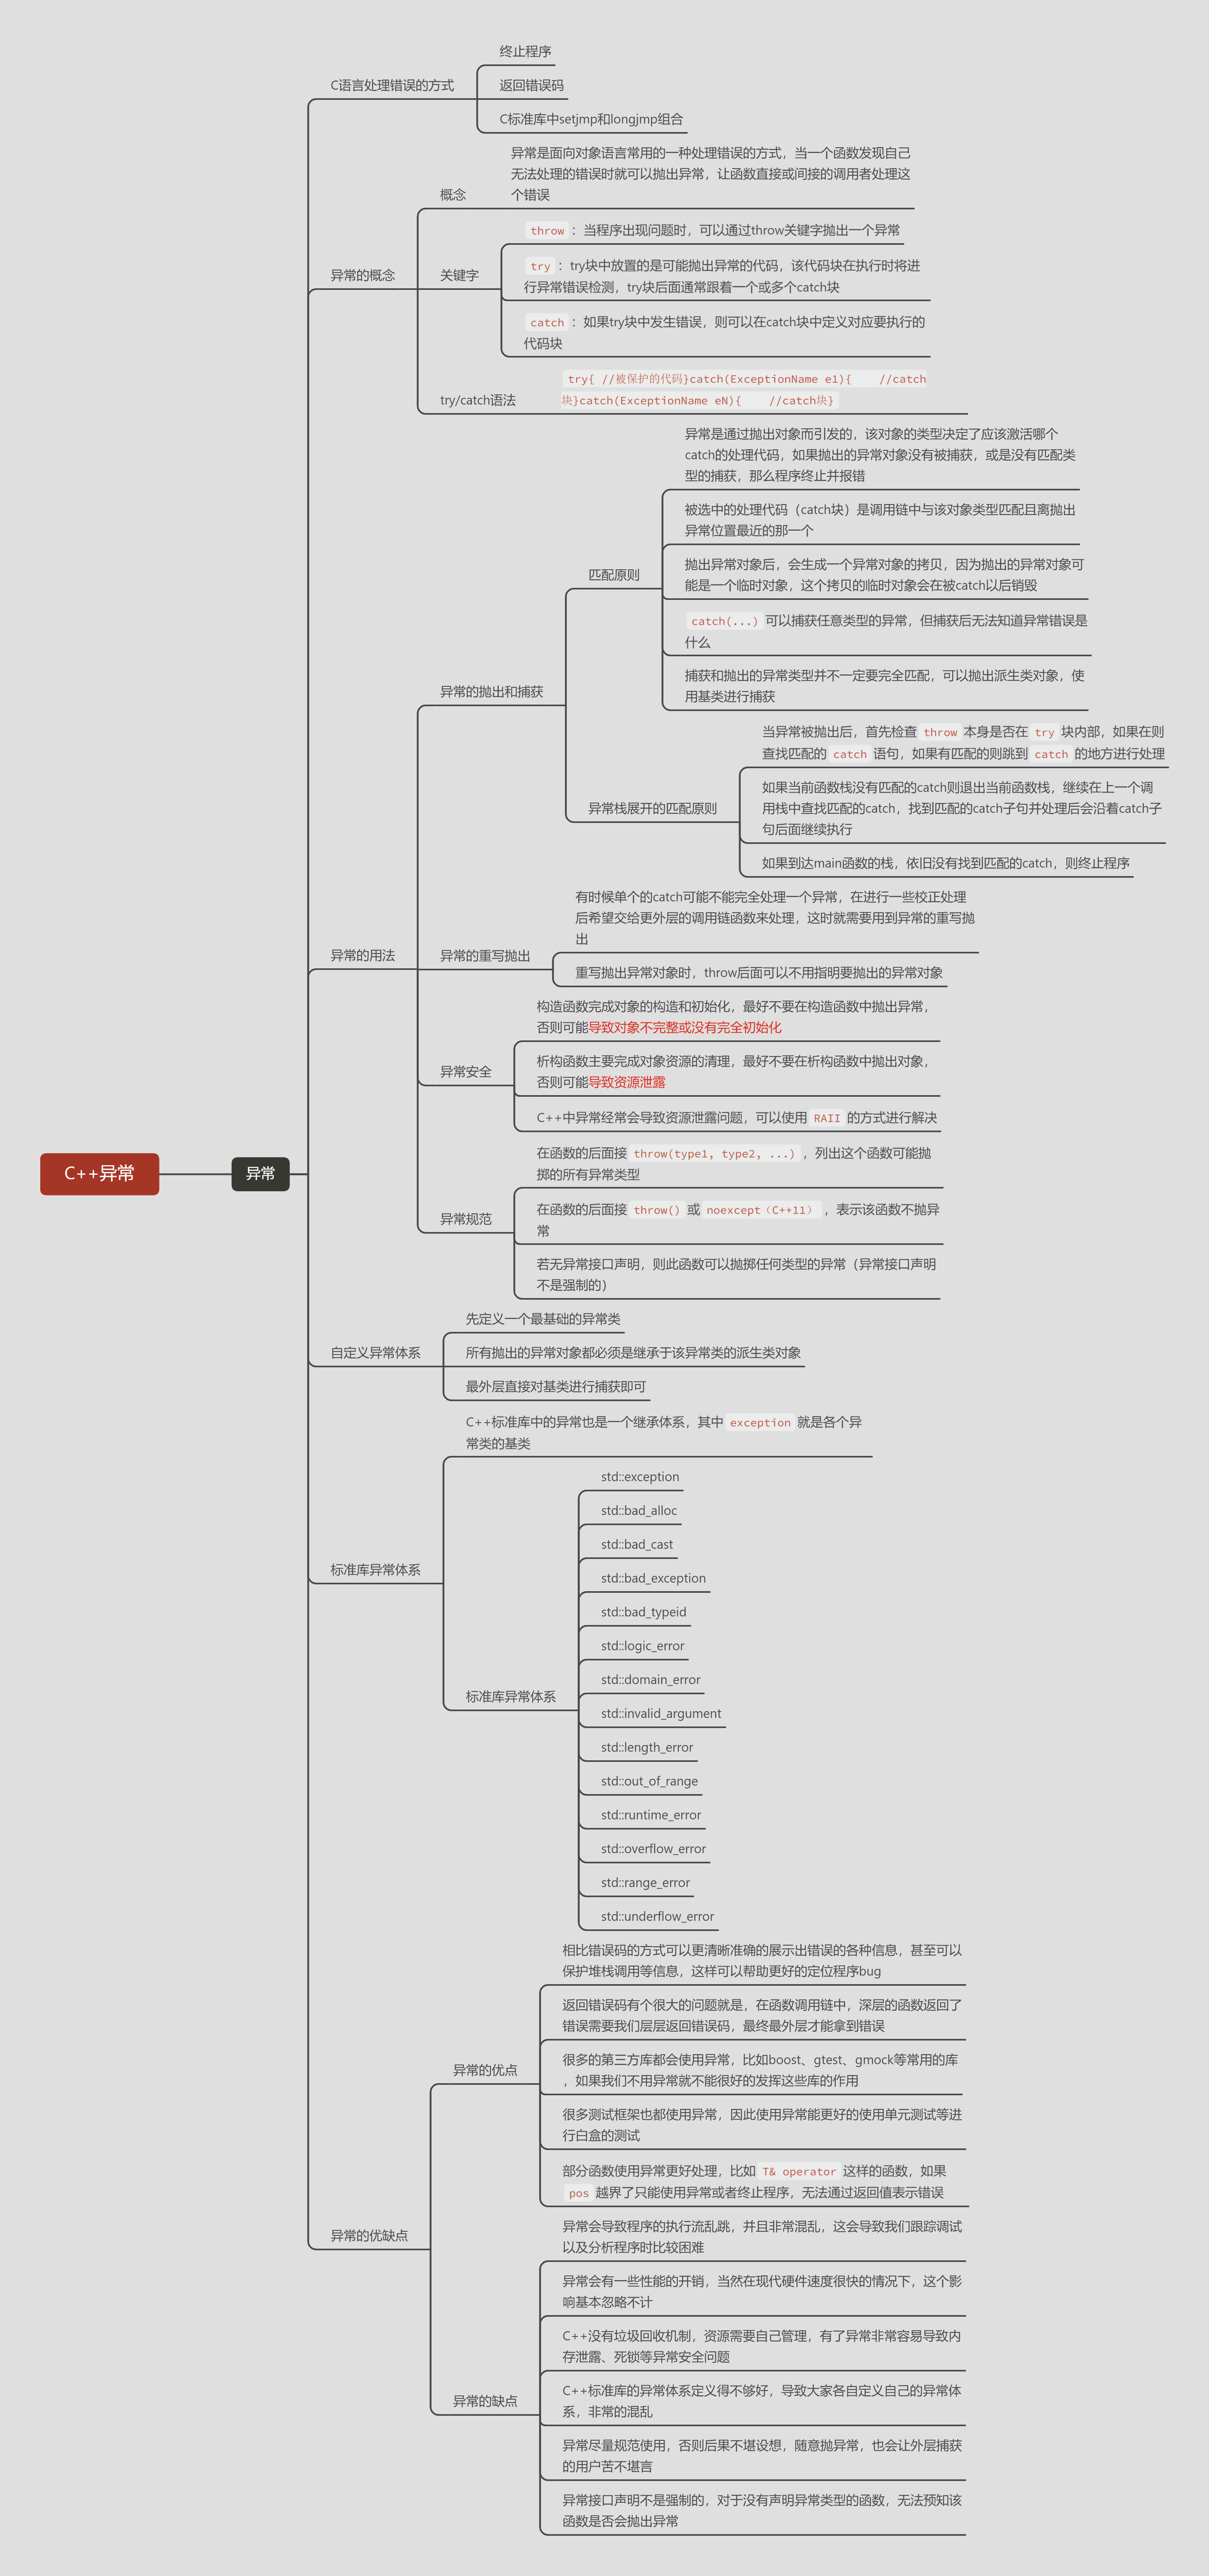 C++异常
异常
C语言处理错误的方式
终止程序
返回错误码
C标准库中setjmp和longjmp组合
异常的概念
概念
异常是面向对象语言常用的一种处理错误的方式，当一个函数发现自己
无法处理的错误时就可以抛出异常，让函数直接或间接的调用者处理这
个错误
关键字
throw：当程序出现问题时，可以通过throw关键字抛出一个异常
try：try块中放置的是可能抛出异常的代码，该代码块在执行时将进
行异常错误检测，try块后面通常跟着一个或多个catch块
catch：如果try块中发生错误，则可以在catch块中定义对应要执行的
代码块
try/catch语法
try{ //被保护的代码}catch(ExceptionName e1){    //catch
块}catch(ExceptionName eN){    //catch块}
异常的用法
异常的抛出和捕获
匹配原则
异常是通过抛出对象而引发的，该对象的类型决定了应该激活哪个
catch的处理代码，如果抛出的异常对象没有被捕获，或是没有匹配类
型的捕获，那么程序终止并报错
被选中的处理代码（catch块）是调用链中与该对象类型匹配且离抛出
异常位置最近的那一个
抛出异常对象后，会生成一个异常对象的拷贝，因为抛出的异常对象可
能是一个临时对象，这个拷贝的临时对象会在被catch以后销毁
catch(...)可以捕获任意类型的异常，但捕获后无法知道异常错误是
什么
捕获和抛出的异常类型并不一定要完全匹配，可以抛出派生类对象，使
用基类进行捕获
异常栈展开的匹配原则
当异常被抛出后，首先检查throw本身是否在try块内部，如果在则
查找匹配的catch语句，如果有匹配的则跳到catch的地方进行处理
如果当前函数栈没有匹配的catch则退出当前函数栈，继续在上一个调
用栈中查找匹配的catch，找到匹配的catch子句并处理后会沿着catch子
句后面继续执行
如果到达main函数的栈，依旧没有找到匹配的catch，则终止程序
异常的重写抛出
有时候单个的catch可能不能完全处理一个异常，在进行一些校正处理
后希望交给更外层的调用链函数来处理，这时就需要用到异常的重写抛
出
重写抛出异常对象时，throw后面可以不用指明要抛出的异常对象
异常安全
构造函数完成对象的构造和初始化，最好不要在构造函数中抛出异常，
否则可能导致对象不完整或没有完全初始化
析构函数主要完成对象资源的清理，最好不要在析构函数中抛出对象，
否则可能导致资源泄露
C++中异常经常会导致资源泄露问题，可以使用RAII的方式进行解决
异常规范
在函数的后面接throw(type1, type2, ...)，列出这个函数可能抛
掷的所有异常类型
在函数的后面接throw()或noexcept（C++11），表示该函数不抛异
常
若无异常接口声明，则此函数可以抛掷任何类型的异常（异常接口声明
不是强制的）
自定义异常体系
先定义一个最基础的异常类
所有抛出的异常对象都必须是继承于该异常类的派生类对象
最外层直接对基类进行捕获即可
标准库异常体系
C++标准库中的异常也是一个继承体系，其中exception就是各个异
常类的基类
标准库异常体系
std::exception
std::bad_alloc
std::bad_cast
std::bad_exception
std::bad_typeid
std::logic_error
std::domain_error
std::invalid_argument
std::length_error
std::out_of_range
std::runtime_error
std::overflow_error
std::range_error
std::underflow_error
异常的优缺点
异常的优点
相比错误码的方式可以更清晰准确的展示出错误的各种信息，甚至可以
保护堆栈调用等信息，这样可以帮助更好的定位程序bug
返回错误码有个很大的问题就是，在函数调用链中，深层的函数返回了
错误需要我们层层返回错误码，最终最外层才能拿到错误
很多的第三方库都会使用异常，比如boost、gtest、gmock等常用的库
，如果我们不用异常就不能很好的发挥这些库的作用
很多测试框架也都使用异常，因此使用异常能更好的使用单元测试等进
行白盒的测试
部分函数使用异常更好处理，比如T& operator这样的函数，如果
pos越界了只能使用异常或者终止程序，无法通过返回值表示错误
异常的缺点
异常会导致程序的执行流乱跳，并且非常混乱，这会导致我们跟踪调试
以及分析程序时比较困难
异常会有一些性能的开销，当然在现代硬件速度很快的情况下，这个影
响基本忽略不计
C++没有垃圾回收机制，资源需要自己管理，有了异常非常容易导致内
存泄露、死锁等异常安全问题
C++标准库的异常体系定义得不够好，导致大家各自定义自己的异常体
系，非常的混乱
异常尽量规范使用，否则后果不堪设想，随意抛异常，也会让外层捕获
的用户苦不堪言
异常接口声明不是强制的，对于没有声明异常类型的函数，无法预知该
函数是否会抛出异常